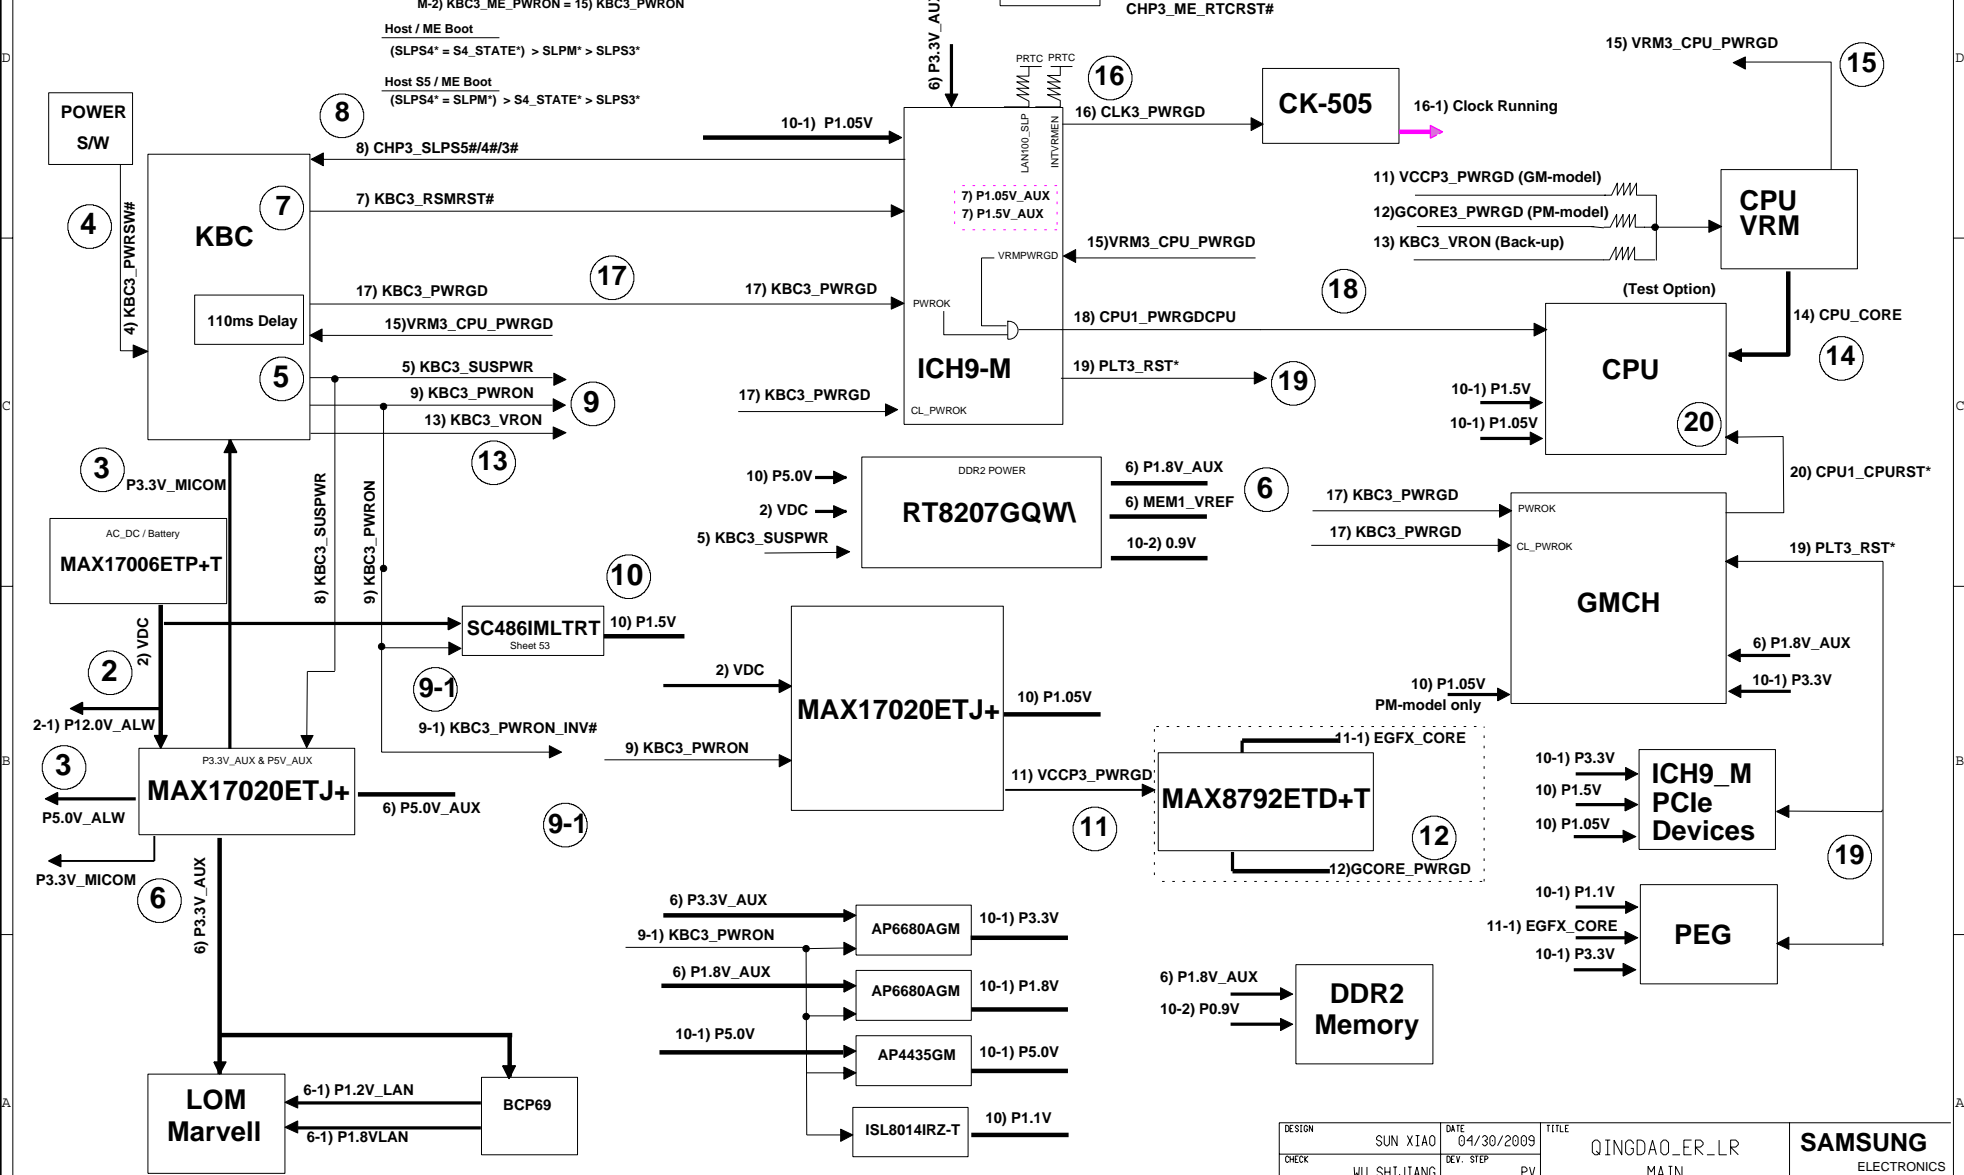 M-2) KBC3_ME_PWRON = 15) KBC3_PWRON
CHP3_ME_RTCRST#
Host / ME Boot
(SLPS4* = S4_STATE*) > SLPM* > SLPS3*
Host S5 / ME Boot
(SLPS4* = SLPM*) > S4_STATE* > SLPS3*
D
D
6) P3.3V_AUX
PRTC
PRTC
16
15) VRM3_CPU_PWRGD
15
POWER
S/W
8
10-1) P1.05V
LAN100_SLP
INTVRMEN
16) CLK3_PWRGD
CK-505
16-1) Clock Running
8) CHP3_SLPS5#/4#/3#
4
4) KBC3_PWRSW#
KBC
7
7) KBC3_RSMRST#
7) P1.05V_AUX
7) P1.5V_AUX
11) VCCP3_PWRGD (GM-model)
12)GCORE3_PWRGD (PM-model)
13) KBC3_VRON (Back-up)
CPU
VRM
VRMPWRGD
15)VRM3_CPU_PWRGD
(Test Option)
17
17) KBC3_PWRGD
17) KBC3_PWRGD
PWROK
18
110ms Delay
15)VRM3_CPU_PWRGD
18) CPU1_PWRGDCPU
14) CPU_CORE
14
5
5) KBC3_SUSPWR
9) KBC3_PWRON
9
13) KBC3_VRON
13
ICH9-M
19) PLT3_RST*
19
17) KBC3_PWRGD
CL_PWROK
CPU
10-1) P1.5V
10-1) P1.05V
20
C
C
3
P3.3V_MICOM
10) P5.0V
2) VDC
5) KBC3_SUSPWR
DDR2 POWER
RT8207GQW\
6) P1.8V_AUX
6) MEM1_VREF
10-2) 0.9V
6
20) CPU1_CPURST*
17) KBC3_PWRGD
PWROK
17) KBC3_PWRGD
CL_PWROK
19) PLT3_RST*
GMCH
AC_DC / Battery
MAX17006ETP+T
8) KBC3_SUSPWR
9) KBC3_PWRON
10
2) VDC
SC486IMLTRT
Sheet 53
10) P1.5V
2
9-1
2-1) P12.0V_ALW
9-1) KBC3_PWRON_INV#
2) VDC
9) KBC3_PWRON
MAX17020ETJ+
10) P1.05V
11) VCCP3_PWRGD
11
6) P1.8V_AUX
10-1) P3.3V
10) P1.05V
PM-model only
B
B
3
P3.3V_AUX & P5V_AUX
MAX17020ETJ+
P5.0V_ALW
6) P5.0V_AUX
9-1
11-1) EGFX_CORE
MAX8792ETD+T
12
12)GCORE_PWRGD
10-1) P3.3V
10) P1.5V
10) P1.05V
ICH9_M
PCIe
Devices
19
P3.3V_MICOM
6
6) P3.3V_AUX
6) P3.3V_AUX
AP6680AGM
10-1) P3.3V
9-1) KBC3_PWRON
6) P1.8V_AUX
AP6680AGM
10-1) P1.8V
10-1) P5.0V
AP4435GM
10-1) P5.0V
ISL8014IRZ-T
10) P1.1V
10-1) P1.1V
11-1) EGFX_CORE
10-1) P3.3V
PEG
6) P1.8V_AUX
10-2) P0.9V
DDR2
Memory
LOM
Marvell
6-1) P1.2V_LAN
6-1) P1.8VLAN
BCP69
A
A
DESIGN
SUN XIAO
DATE
04/30/2009
TITLE
QINGDAO_ER_LR
MAIN
SAMSUNG
ELECTRONICS
CHECK
WU SHIJIANG
DEV. STEP
PV